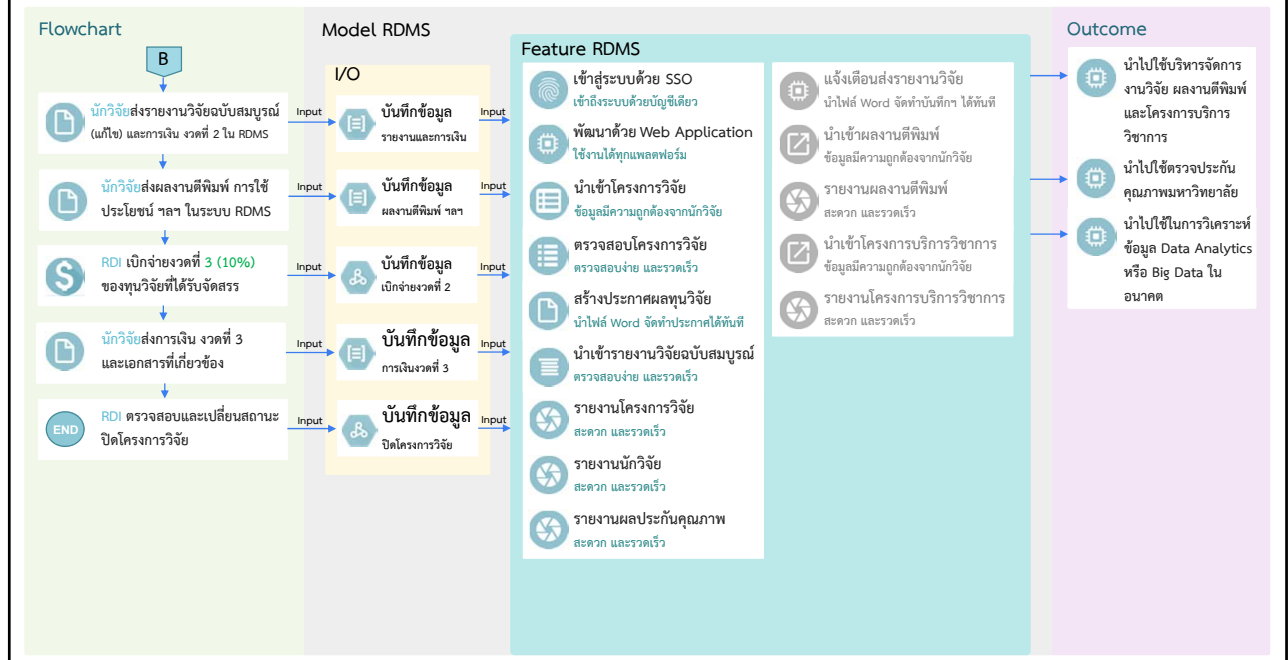 Flowchart
B
นักวิจัยส่งรายงานวิจัยฉบับสมบูรณ์
(แก้ไข) และการเงิน งวดที่ 2 ใน RDMS
นักวิจัยส่งผลงานตีพิมพ์ การใช้
ประโยชน์ ฯลฯ ในระบบ RDMS
RDI เบิกจ่ายงวดที่ 3 (10%)
ของทุนวิจัยที่ได้รับจัดสรร
นักวิจัยส่งการเงิน งวดที่ 3
และเอกสารที่เกี่ยวข้อง
END
RDI ตรวจสอบและเปลี่ยนสถานะ
ปิดโครงการวิจัย
Input
Input
Input
Input
Input
Model RDMS
I/O
บันทึกข้อมูล
รายงานและการเงิน
บันทึกข้อมูล
ผลงานตีพิมพ์ ฯลฯ
บันทึกข้อมูล
เบิกจ่ายงวดที่ 2
บันทึกข้อมูล
การเงินงวดที่ 3
บันทึกข้อมูล
ปิดโครงการวิจัย
Input
Input
Input
Input
Input
Feature RDMS
เข้าสู่ระบบด้วย SSO
เข้าถึงระบบด้วยบัญชีเดียว
พัฒนาด้วย Web Application
ใช้งานได้ทุกแพลตฟอร์ม
นำเข้าโครงการวิจัย
ข้อมูลมีความถูกต้องจากนักวิจัย
ตรวจสอบโครงการวิจัย
ตรวจสอบง่าย และรวดเร็ว
สร้างประกาศผลทุนวิจัย
นำไฟล์ Word จัดทำประกาศได้ทันที
นำเข้ารายงานวิจัยฉบับสมบูรณ์
ตรวจสอบง่าย และรวดเร็ว
รายงานโครงการวิจัย
สะดวก และรวดเร็ว
รายงานนักวิจัย
สะดวก และรวดเร็ว
รายงานผลประกันคุณภาพ
สะดวก และรวดเร็ว
แจ้งเตือนส่งรายงานวิจัย
นำไฟล์ Word จัดทำบันทึกฯ ได้ทันที
นำเข้าผลงานตีพิมพ์
ข้อมูลมีความถูกต้องจากนักวิจัย
รายงานผลงานตีพิมพ์
สะดวก และรวดเร็ว
นำเข้าโครงการบริการวิชาการ
ข้อมูลมีความถูกต้องจากนักวิจัย
รายงานโครงการบริการวิชาการ
สะดวก และรวดเร็ว
Outcome
นำไปใช้บริหารจัดการ
งานวิจัย ผลงานตีพิมพ์
และโครงการบริการ
วิชาการ
นำไปใช้ตรวจประกัน
คุณภาพมหาวิทยาลัย
นำไปใช้ในการวิเคราะห์
ข้อมูล Data Analytics
หรือ Big Data ใน
อนาคต